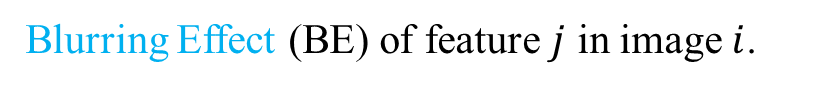 Blurring Effect (BE) of feature j in image i.